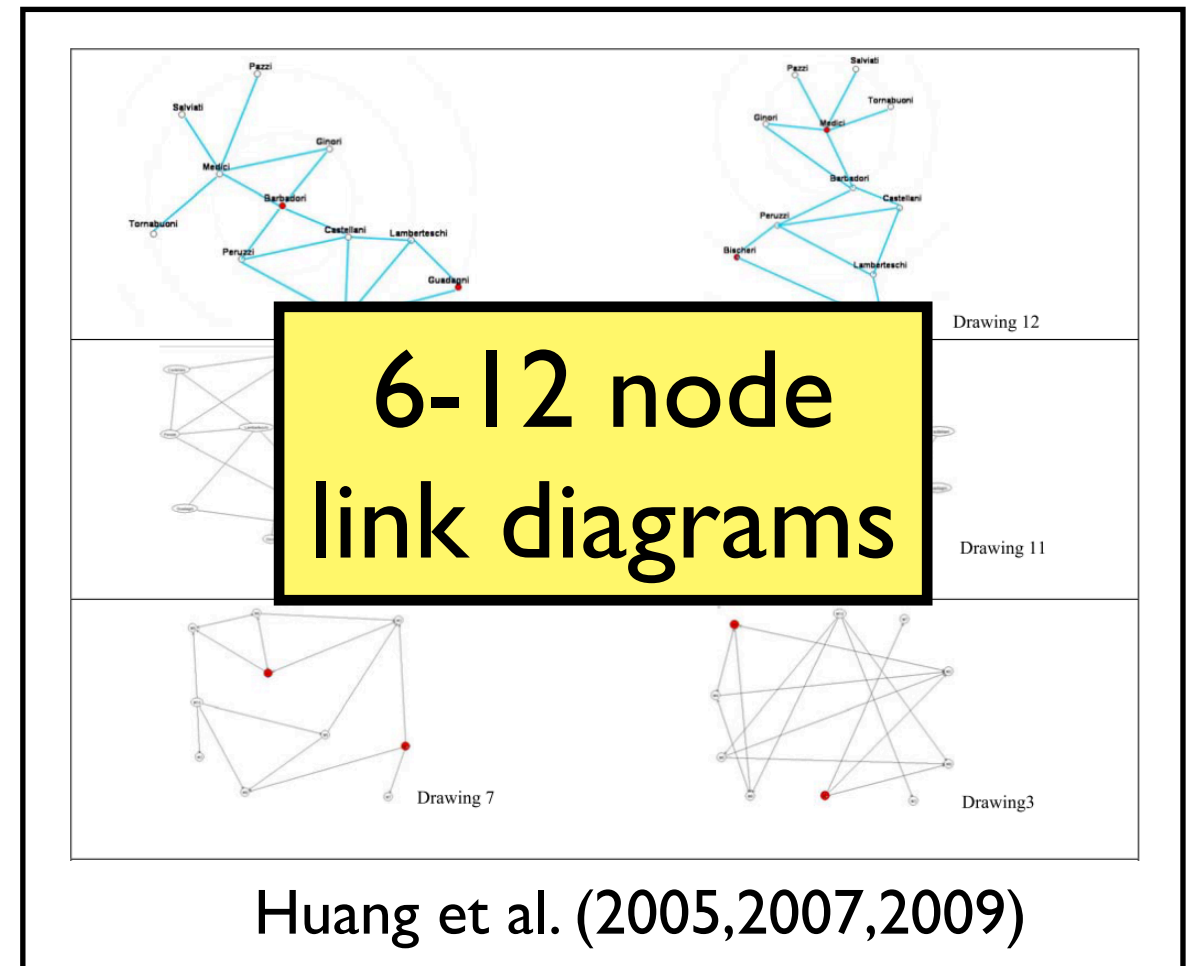 Pazzi
Salviati
Ginori
Medici
Barbadori
Tornabuoni
Castellani
Lamberteschi
Peruzzi
Guadagni
Salviati
Pazzi
Tornabuoni
Ginori
Medici
Barbadori
Castellani
Peruzzi
Bischeri
Lamberteschi
Drawing 12
6-12 node
link diagrams
Drawing 11
Drawing 7
Drawing3
Huang et al. (2005,2007,2009)